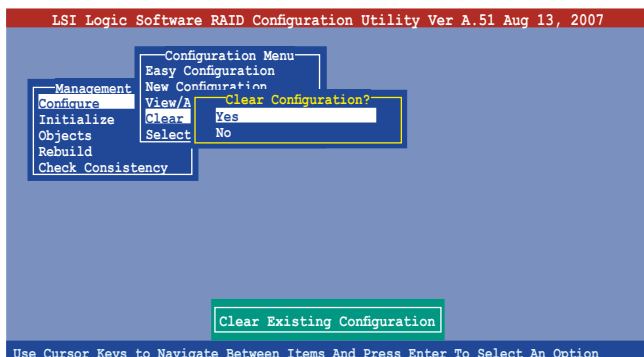 LSI Logic Software RAID Configuration Utility Ver A.51 Aug 13, 2007
Configuration Menu
Easy Configuration
New Configuration
View/A
Clear
Select
Management
Configure
Initialize
Objects
Rebuild
Check Consistency
Clear Configuration?
Yes
No
Clear Existing Configuration
Use Cursor Keys to Navigate Between Items And Press Enter To Select An Option